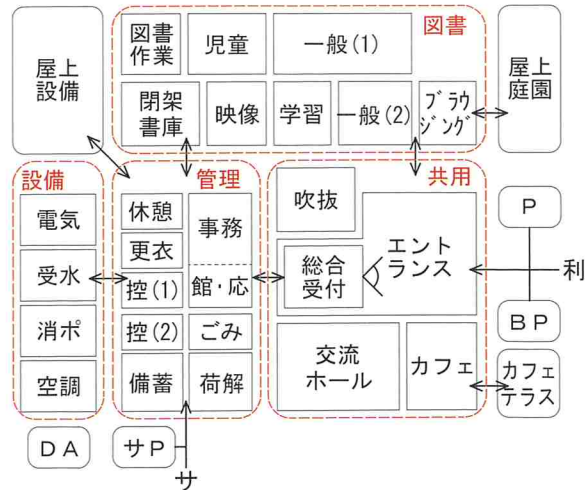 図書
図書
作業
児童
一般(1)
屋上
設備
閉架
書庫
映像
学習
一般(2)
ブラウ
ジング
屋上
庭園
設備
管理
共用
電気
受水
消ポ
空調
休憩
更衣
控(1)
控(2)
備蓄
事務
館・応
ごみ
荷解
吹抜
総合
受付
エント
ランス
交流
ホール
カフェ
P
利
BP
カフェ
テラス
DA
サP
サ